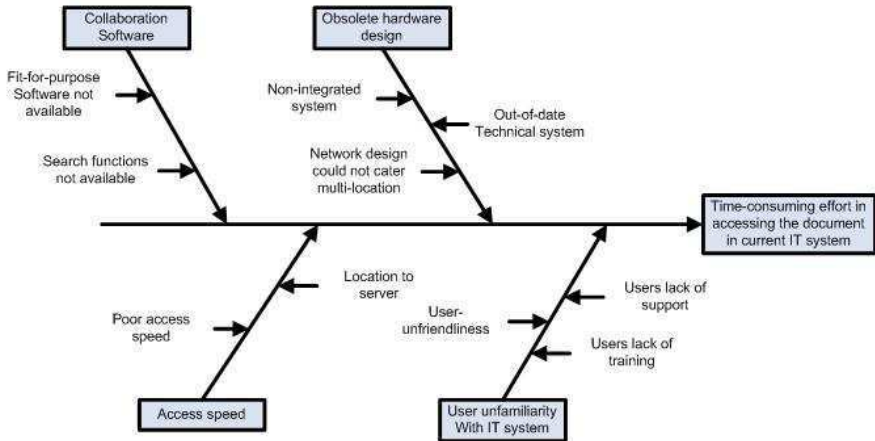 Collaboration
Software
Obsolete hardware
design
Fit-for-purpose
Software not
available
Non-integrated
system
Out-of-date
Technical system
Search functions
not available
Network design
could not cater
multi-location
Time-consuming effort in
accessing the document
in current IT system
Location to
server
Poor access
speed
Users lack of
support
User-
unfriendliness
Users lack of
training
Access speed
User unfamiliarity
With IT system